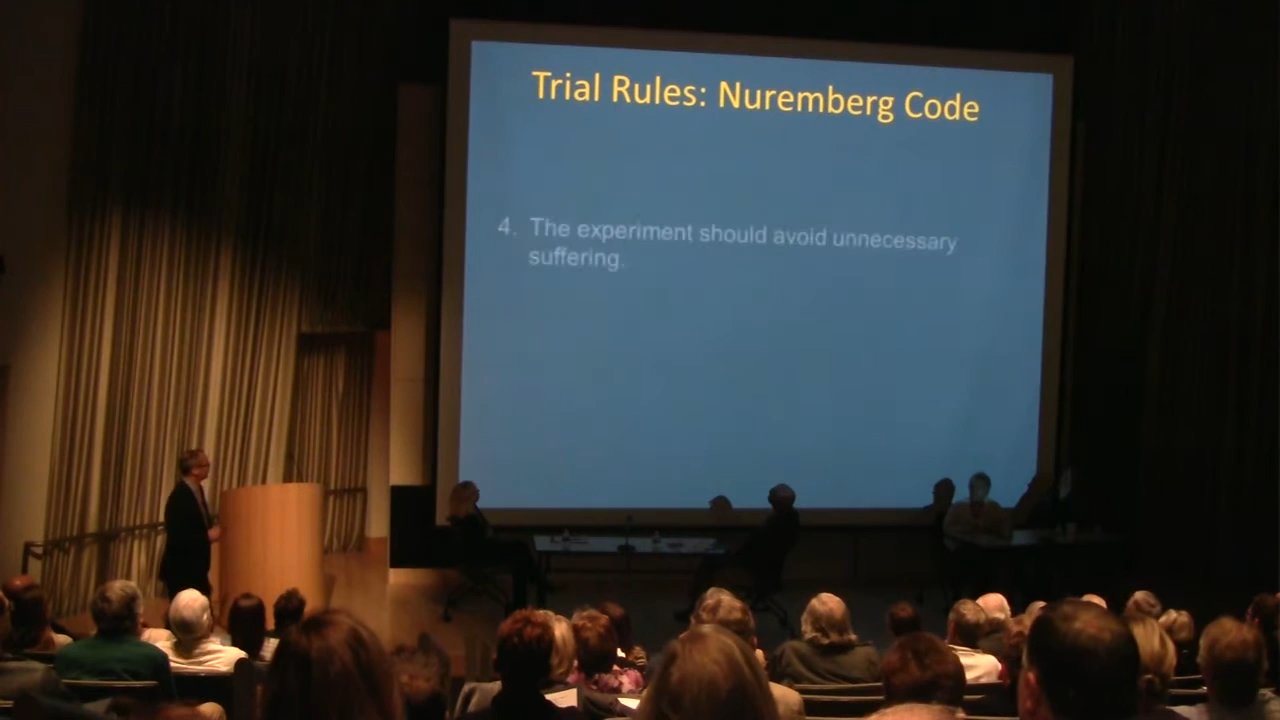 Trial Rules: Nuremberg Code
4. The experiment should avoid unnecessary
suffering.